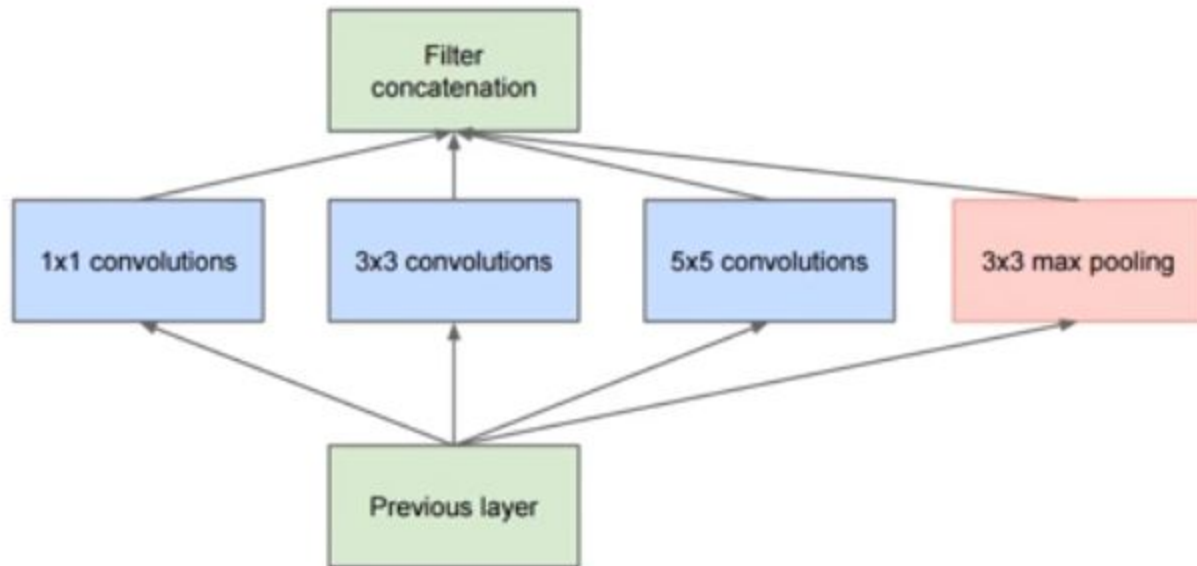 Filter
concatenation
1x1 convolutions
3x3 convolutions
5x5 convolutions
3x3 max pooling
Previous layer